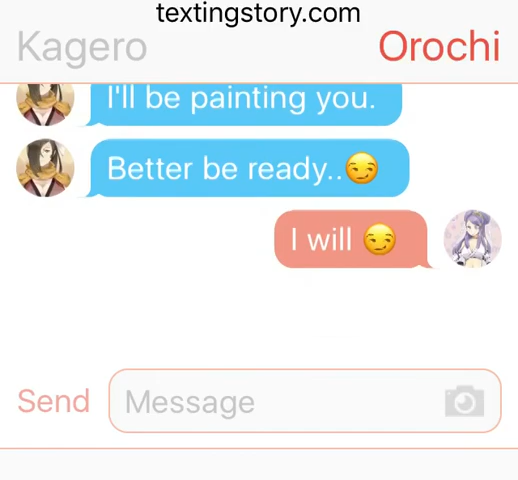 textingstory.com
Kagero
Orochi
I'll be painting you.
Better be ready..😏
I will 😏
Send
Message